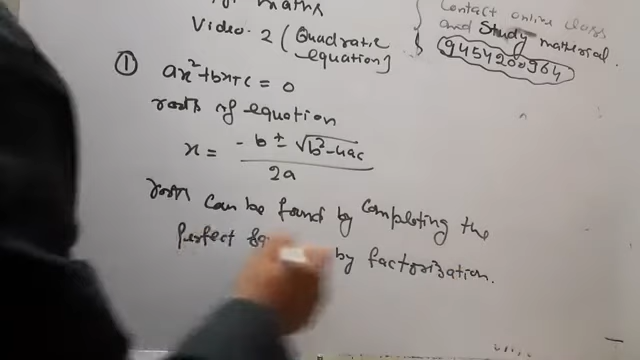 Maths
Video-2 (Quadratic equation)
Contact online class
and Study material.
9454200964
① ax²+bx+c=0
roots of equation
x = -b ± √b²-4ac / 2a
roots can be found by completing the
Perfect by factorization.